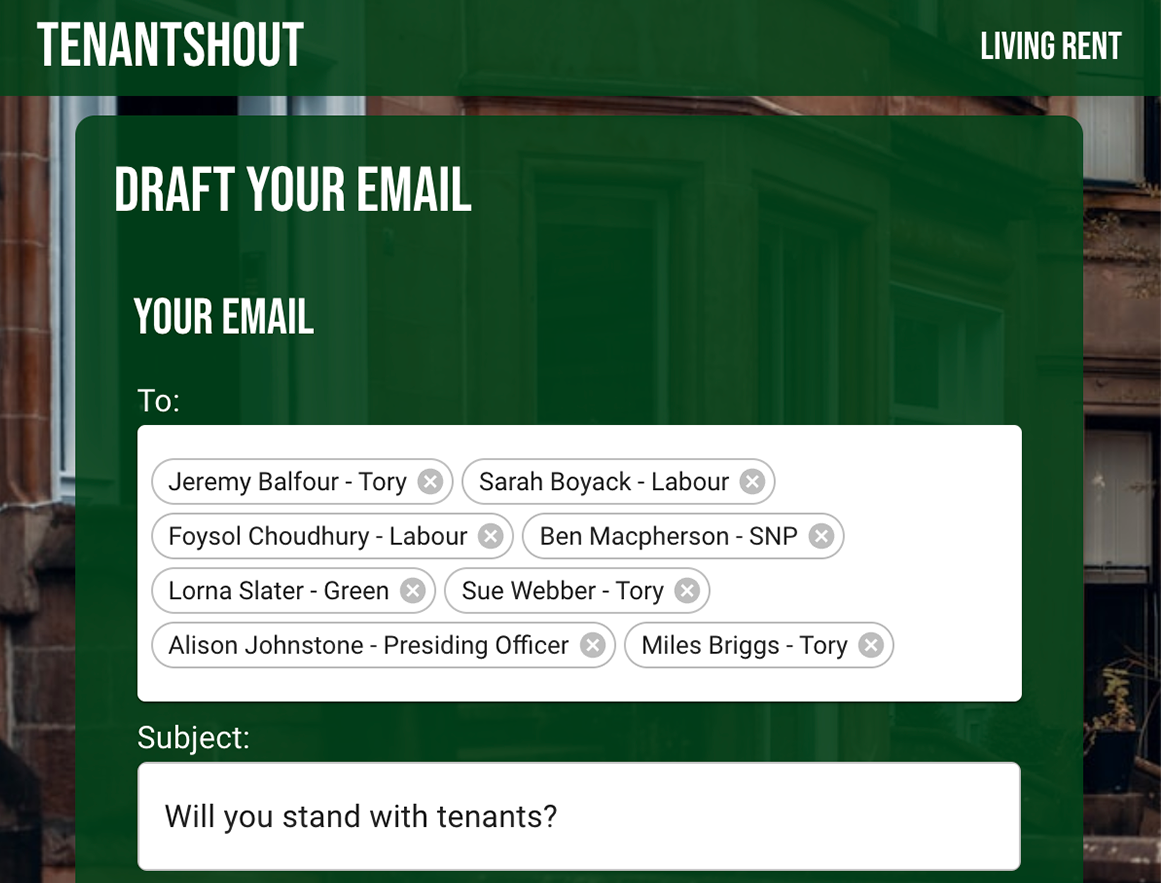 TENANTSHOUT
LIVING RENT
DRAFT YOUR EMAIL
YOUR EMAIL
To:
Jeremy Balfour - Tory
Sarah Boyack - Labour
Foysol Choudhury - Labour
Ben Macpherson - SNP
Lorna Slater - Green
Sue Webber - Tory
Alison Johnstone - Presiding Officer
Miles Briggs - Tory
Subject:
Will you stand with tenants?